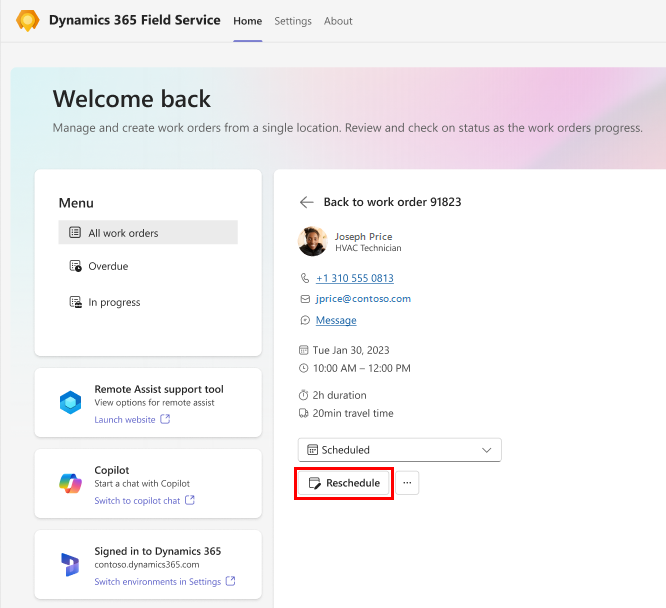 Dynamics 365 Field Service Home Settings About
Welcome back
Manage and create work orders from a single location. Review and check on status as the work orders progress.
Menu
All work orders
Overdue
In progress
Remote Assist support tool
View options for remote assist
Launch website
Copilot
Start a chat with Copilot
Switch to copilot chat
Signed in to Dynamics 365
contoso.dynamics365.com
Switch environments in Settings
Back to work order 91823
Joseph Price
HVAC Technician
+1 310 555 0813
jprice@contoso.com
Message
Tue Jan 30, 2023
10:00 AM – 12:00 PM
2h duration
20min travel time
Scheduled
Reschedule ...